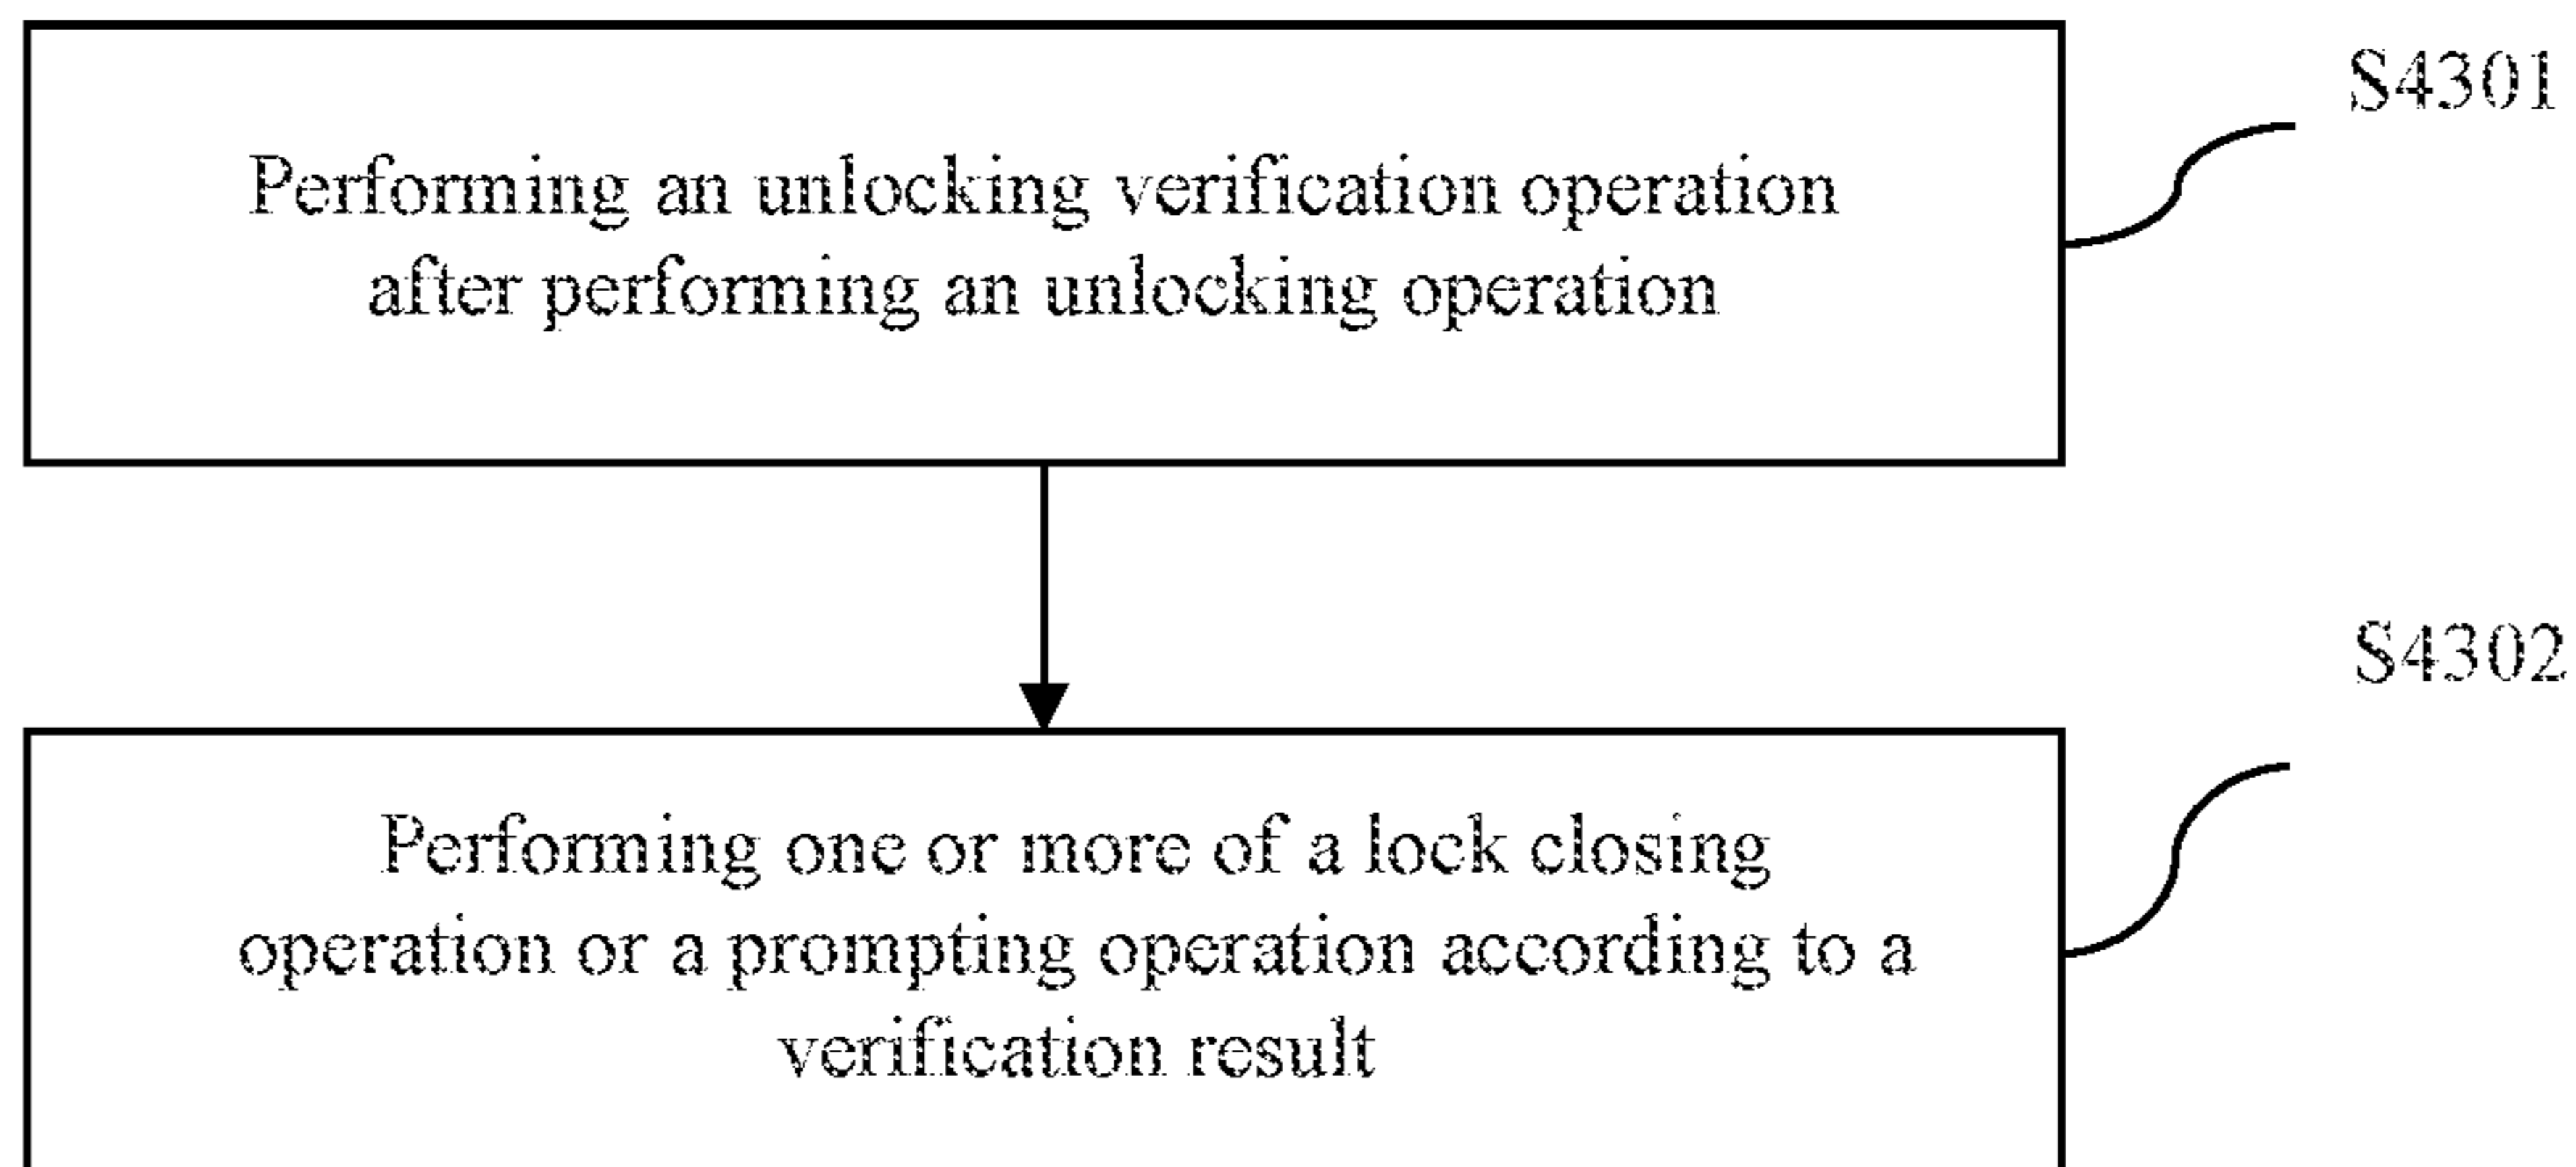 S4301
Performing an unlocking verification operation
after performing an unlocking operation
S4302
Performing one or more of a lock closing
operation or a prompting operation according to a
verification result